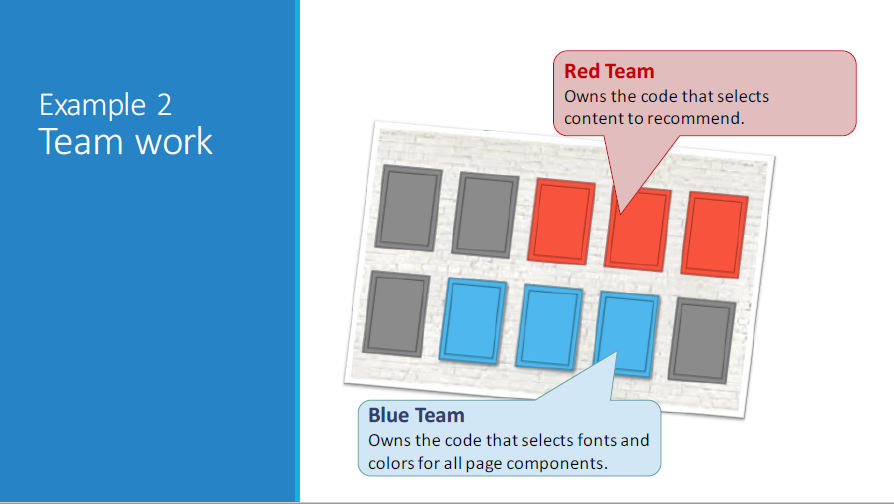 Example 2
Team work
Red Team
Owns the code that selects
content to recommend.
Blue Team
Owns the code that selects fonts and
colors for all page components.